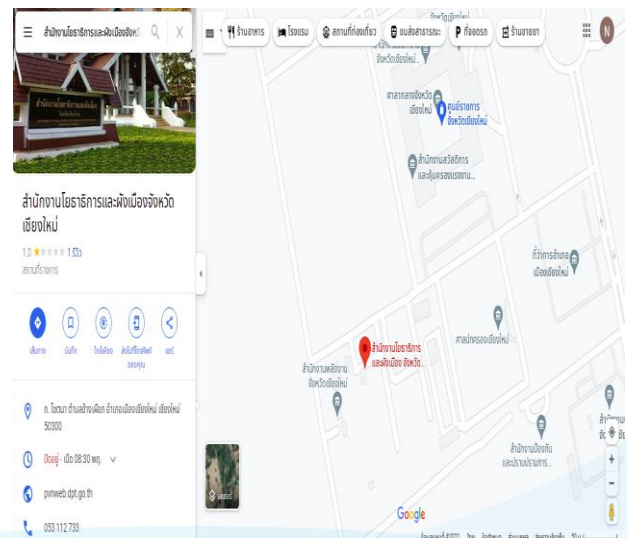 สำนักงานโยธาธิการและผังเมืองจังห
ร้านอาหาร
โรงแรม
สถานที่ท่องเที่ยว
ขนส่งสาธารณะ
ที่จอดรถ
ร้านขายยา
N
สำนักงานโยธาธิการและผังเมืองจังหวัด
เชียงใหม่
1.0 1 รีวิว
สถานที่ราชการ
เส้นทาง
บันทึก
ใกล้เคียง
ส่งไปที่โทรศัพท์
ของคุณ
แชร์
ถ. โชตนา ตำบลช้างเผือก อำเภอเมืองเชียงใหม่ เชียงใหม่
50300
ปิดอยู่ · เปิด 08:30 พฤ.
pvnweb.dpt.go.th
053 112 733
ศาลากลางจังหวัด
เชียงใหม่
ศูนย์ราชการ
จังหวัดเชียงใหม่
สำนักงานสวัสดิการ
และคุ้มครองแรงงาน...
ที่ว่าการอำเภอ
เมืองเชียงใหม่
ศาลปกครองเชียงใหม่
สำนักงานโยธาธิการ
และผังเมือง จังหวัด...
สำนักงานพลังงาน
จังหวัดเชียงใหม่
สำนักงานป้องกัน
และปราบปรามการ...
Google